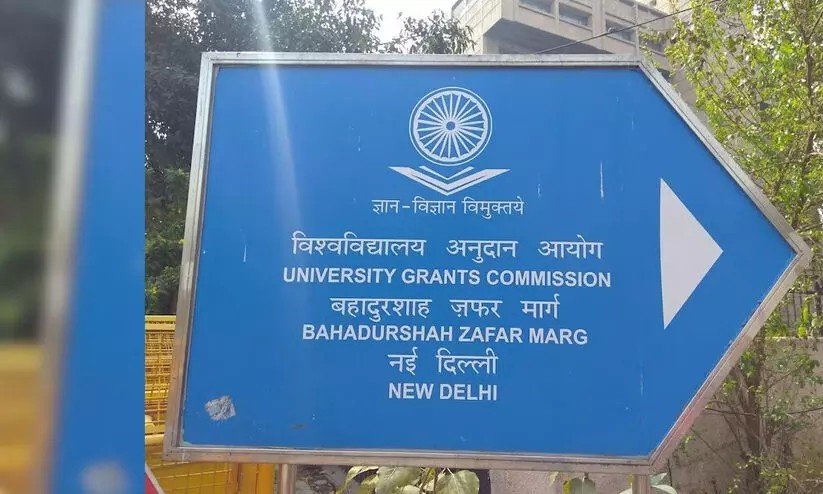 ज्ञान-विज्ञान विमुक्तये
विश्वविद्यालय अनुदान आयोग
UNIVERSITY GRANTS COMMISSION
बहादुरशाह ज़फर मार्ग
BAHADURSHAH ZAFAR MARG
नई दिल्ली
NEW DELHI